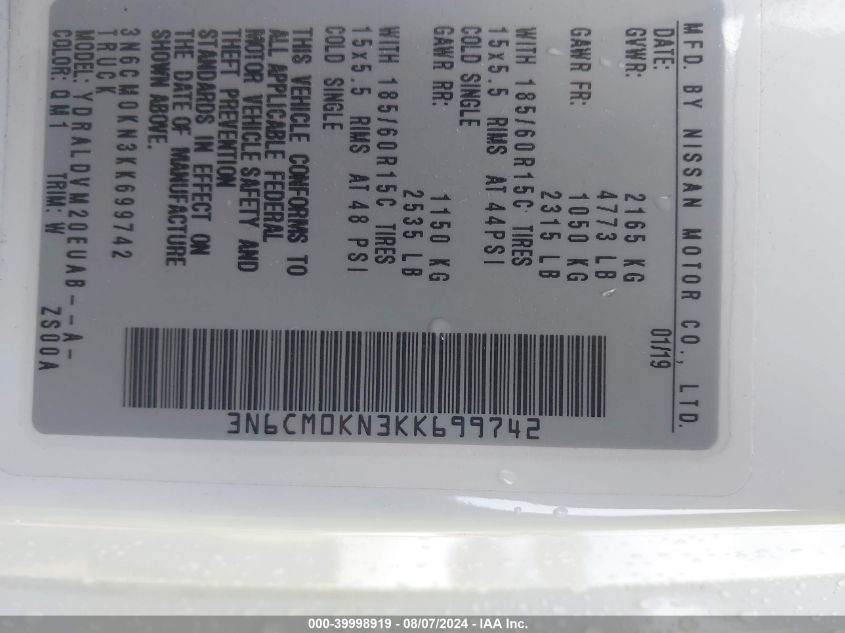 MFD. BY NISSAN MOTOR CO., LTD.
DATE: 01/19
GVWR: 2165 KG
4773 LB
GAWR FR: 1050 KG
2315 LB
WITH 185/60R15C TIRES
15x5.5 RIMS AT 44PSI
COLD SINGLE
GAWR RR: 1150 KG
2535 LB
WITH 185/60R15C TIRES
15x5.5 RIMS AT 48 PSI
COLD SINGLE
THIS VEHICLE CONFORMS TO
ALL APPLICABLE FEDERAL
MOTOR VEHICLE SAFETY AND
THEFT PREVENTION
STANDARDS IN EFFECT ON
THE DATE OF MANUFACTURE
SHOWN ABOVE.
3N6CM0KN3KK699742
TRUCK
MODEL: YDRALDVM20EUAB--A-
COLOR: QM1 TRIM: W ZS00A
3N6CM0KN3KK699742
000-39998919 - 08/07/2024 - IAA Inc.